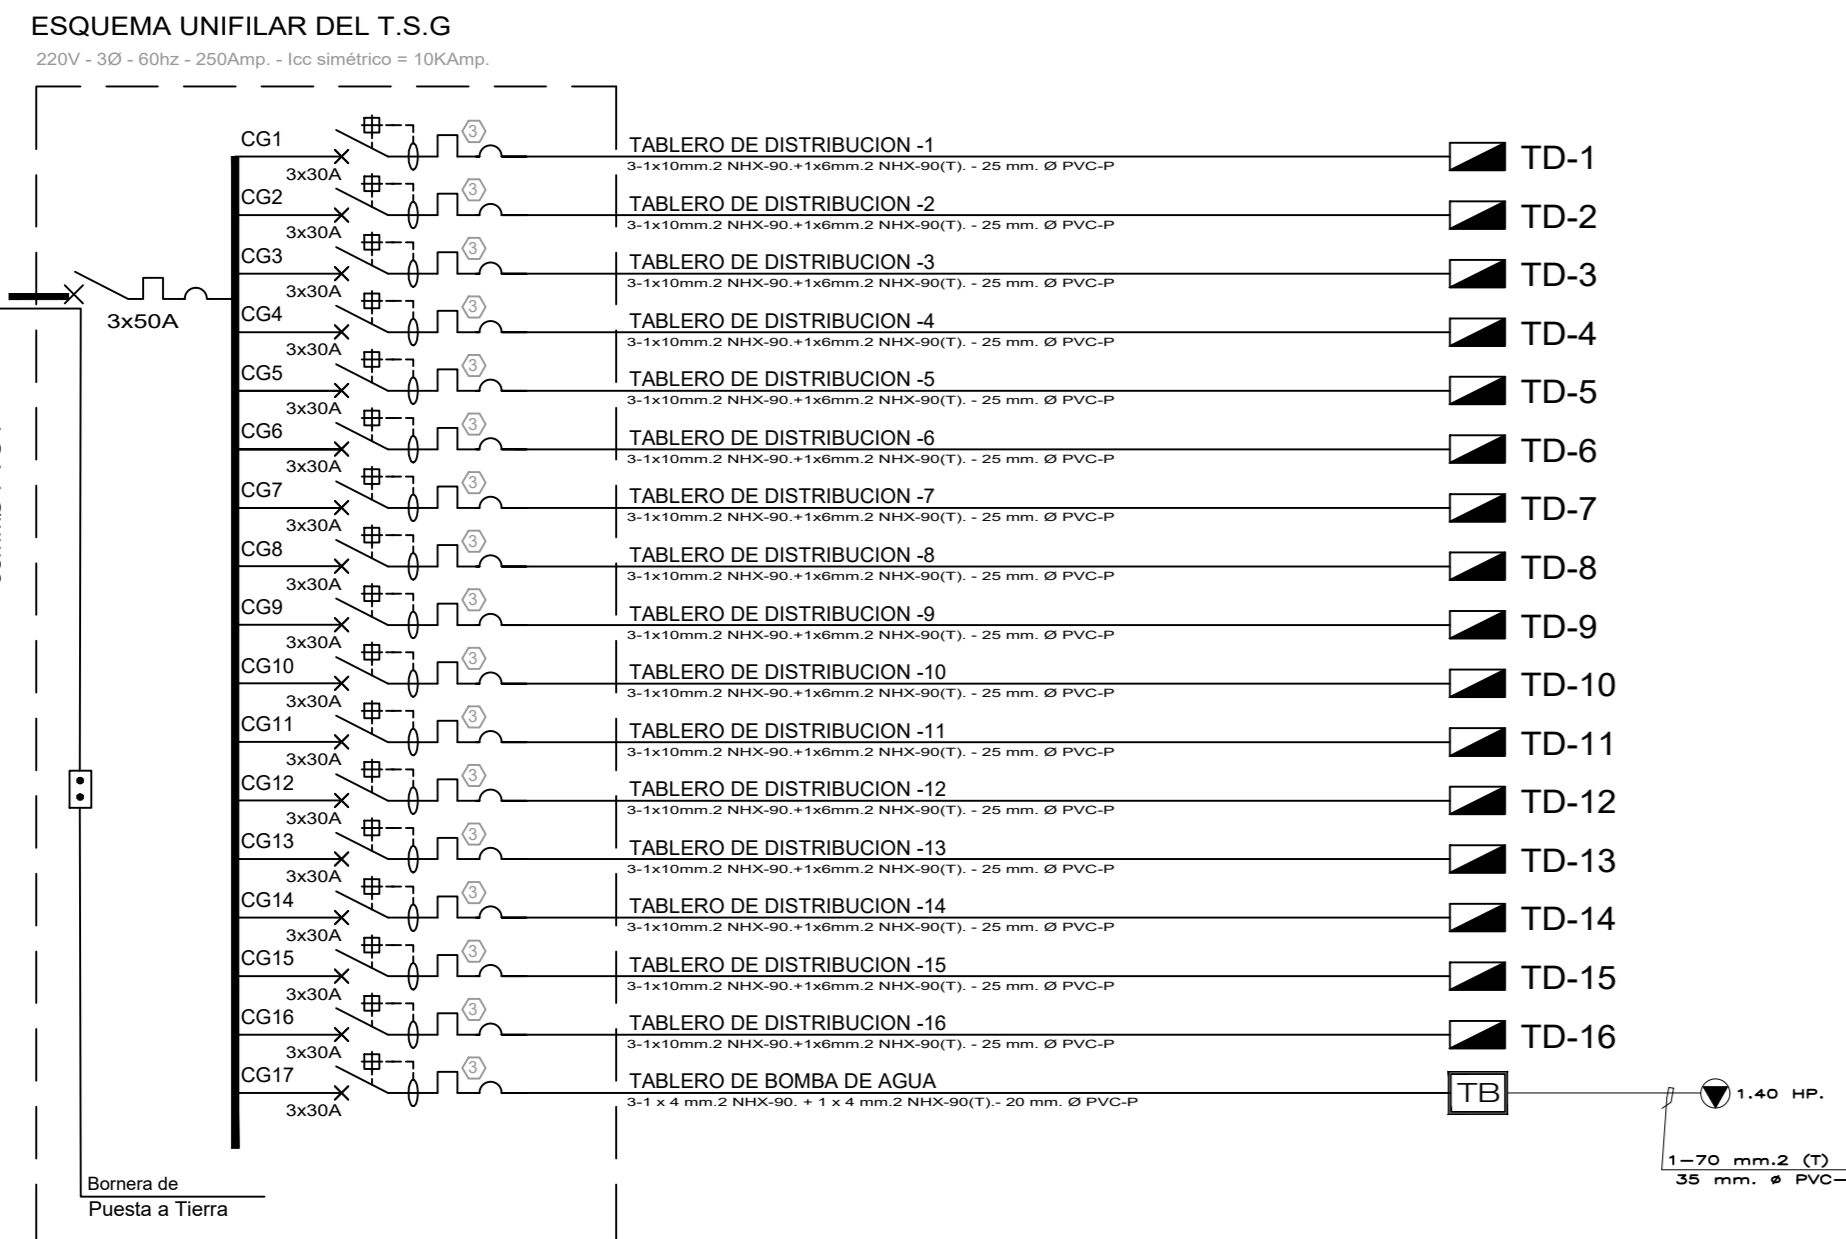 ESQUEMA UNIFILAR DEL T.S.G
220V - 3Ø - 60hz - 250Amp. - Icc simétrico = 10KAmp.
CG1 3 TABLERO DE DISTRIBUCION -1 TD-1
3x30A 3-1x10mm.2 NHX-90.+1x6mm.2 NHX-90(T). - 25 mm. Ø PVC-P
CG2 3 TABLERO DE DISTRIBUCION -2 TD-2
3x30A 3-1x10mm.2 NHX-90.+1x6mm.2 NHX-90(T). - 25 mm. Ø PVC-P
CG3 3 TABLERO DE DISTRIBUCION -3 TD-3
3x30A 3-1x10mm.2 NHX-90.+1x6mm.2 NHX-90(T). - 25 mm. Ø PVC-P
3x50A
CG4 3 TABLERO DE DISTRIBUCION -4 TD-4
3x30A 3-1x10mm.2 NHX-90.+1x6mm.2 NHX-90(T). - 25 mm. Ø PVC-P
CG5 3 TABLERO DE DISTRIBUCION -5 TD-5
3x30A 3-1x10mm.2 NHX-90.+1x6mm.2 NHX-90(T). - 25 mm. Ø PVC-P
CG6 3 TABLERO DE DISTRIBUCION -6 TD-6
3x30A 3-1x10mm.2 NHX-90.+1x6mm.2 NHX-90(T). - 25 mm. Ø PVC-P
CG7 3 TABLERO DE DISTRIBUCION -7 TD-7
3x30A 3-1x10mm.2 NHX-90.+1x6mm.2 NHX-90(T). - 25 mm. Ø PVC-P
CG8 3 TABLERO DE DISTRIBUCION -8 TD-8
3x30A 3-1x10mm.2 NHX-90.+1x6mm.2 NHX-90(T). - 25 mm. Ø PVC-P
CG9 3 TABLERO DE DISTRIBUCION -9 TD-9
3x30A 3-1x10mm.2 NHX-90.+1x6mm.2 NHX-90(T). - 25 mm. Ø PVC-P
CG10 3 TABLERO DE DISTRIBUCION -10 TD-10
3x30A 3-1x10mm.2 NHX-90.+1x6mm.2 NHX-90(T). - 25 mm. Ø PVC-P
CG11 3 TABLERO DE DISTRIBUCION -11 TD-11
3x30A 3-1x10mm.2 NHX-90.+1x6mm.2 NHX-90(T). - 25 mm. Ø PVC-P
CG12 3 TABLERO DE DISTRIBUCION -12 TD-12
3x30A 3-1x10mm.2 NHX-90.+1x6mm.2 NHX-90(T). - 25 mm. Ø PVC-P
CG13 3 TABLERO DE DISTRIBUCION -13 TD-13
3x30A 3-1x10mm.2 NHX-90.+1x6mm.2 NHX-90(T). - 25 mm. Ø PVC-P
CG14 3 TABLERO DE DISTRIBUCION -14 TD-14
3x30A 3-1x10mm.2 NHX-90.+1x6mm.2 NHX-90(T). - 25 mm. Ø PVC-P
CG15 3 TABLERO DE DISTRIBUCION -15 TD-15
3x30A 3-1x10mm.2 NHX-90.+1x6mm.2 NHX-90(T). - 25 mm. Ø PVC-P
CG16 3 TABLERO DE DISTRIBUCION -16 TD-16
3x30A 3-1x10mm.2 NHX-90.+1x6mm.2 NHX-90(T). - 25 mm. Ø PVC-P
CG17 3 TABLERO DE BOMBA DE AGUA TB 1.40 HP.
3x30A 3-1 x 4 mm.2 NHX-90. + 1 x 4 mm.2 NHX-90(T).- 20 mm. Ø PVC-P
1-70 mm.2 (T)
35 mm. ø PVC-
Bornera de
Puesta a Tierra